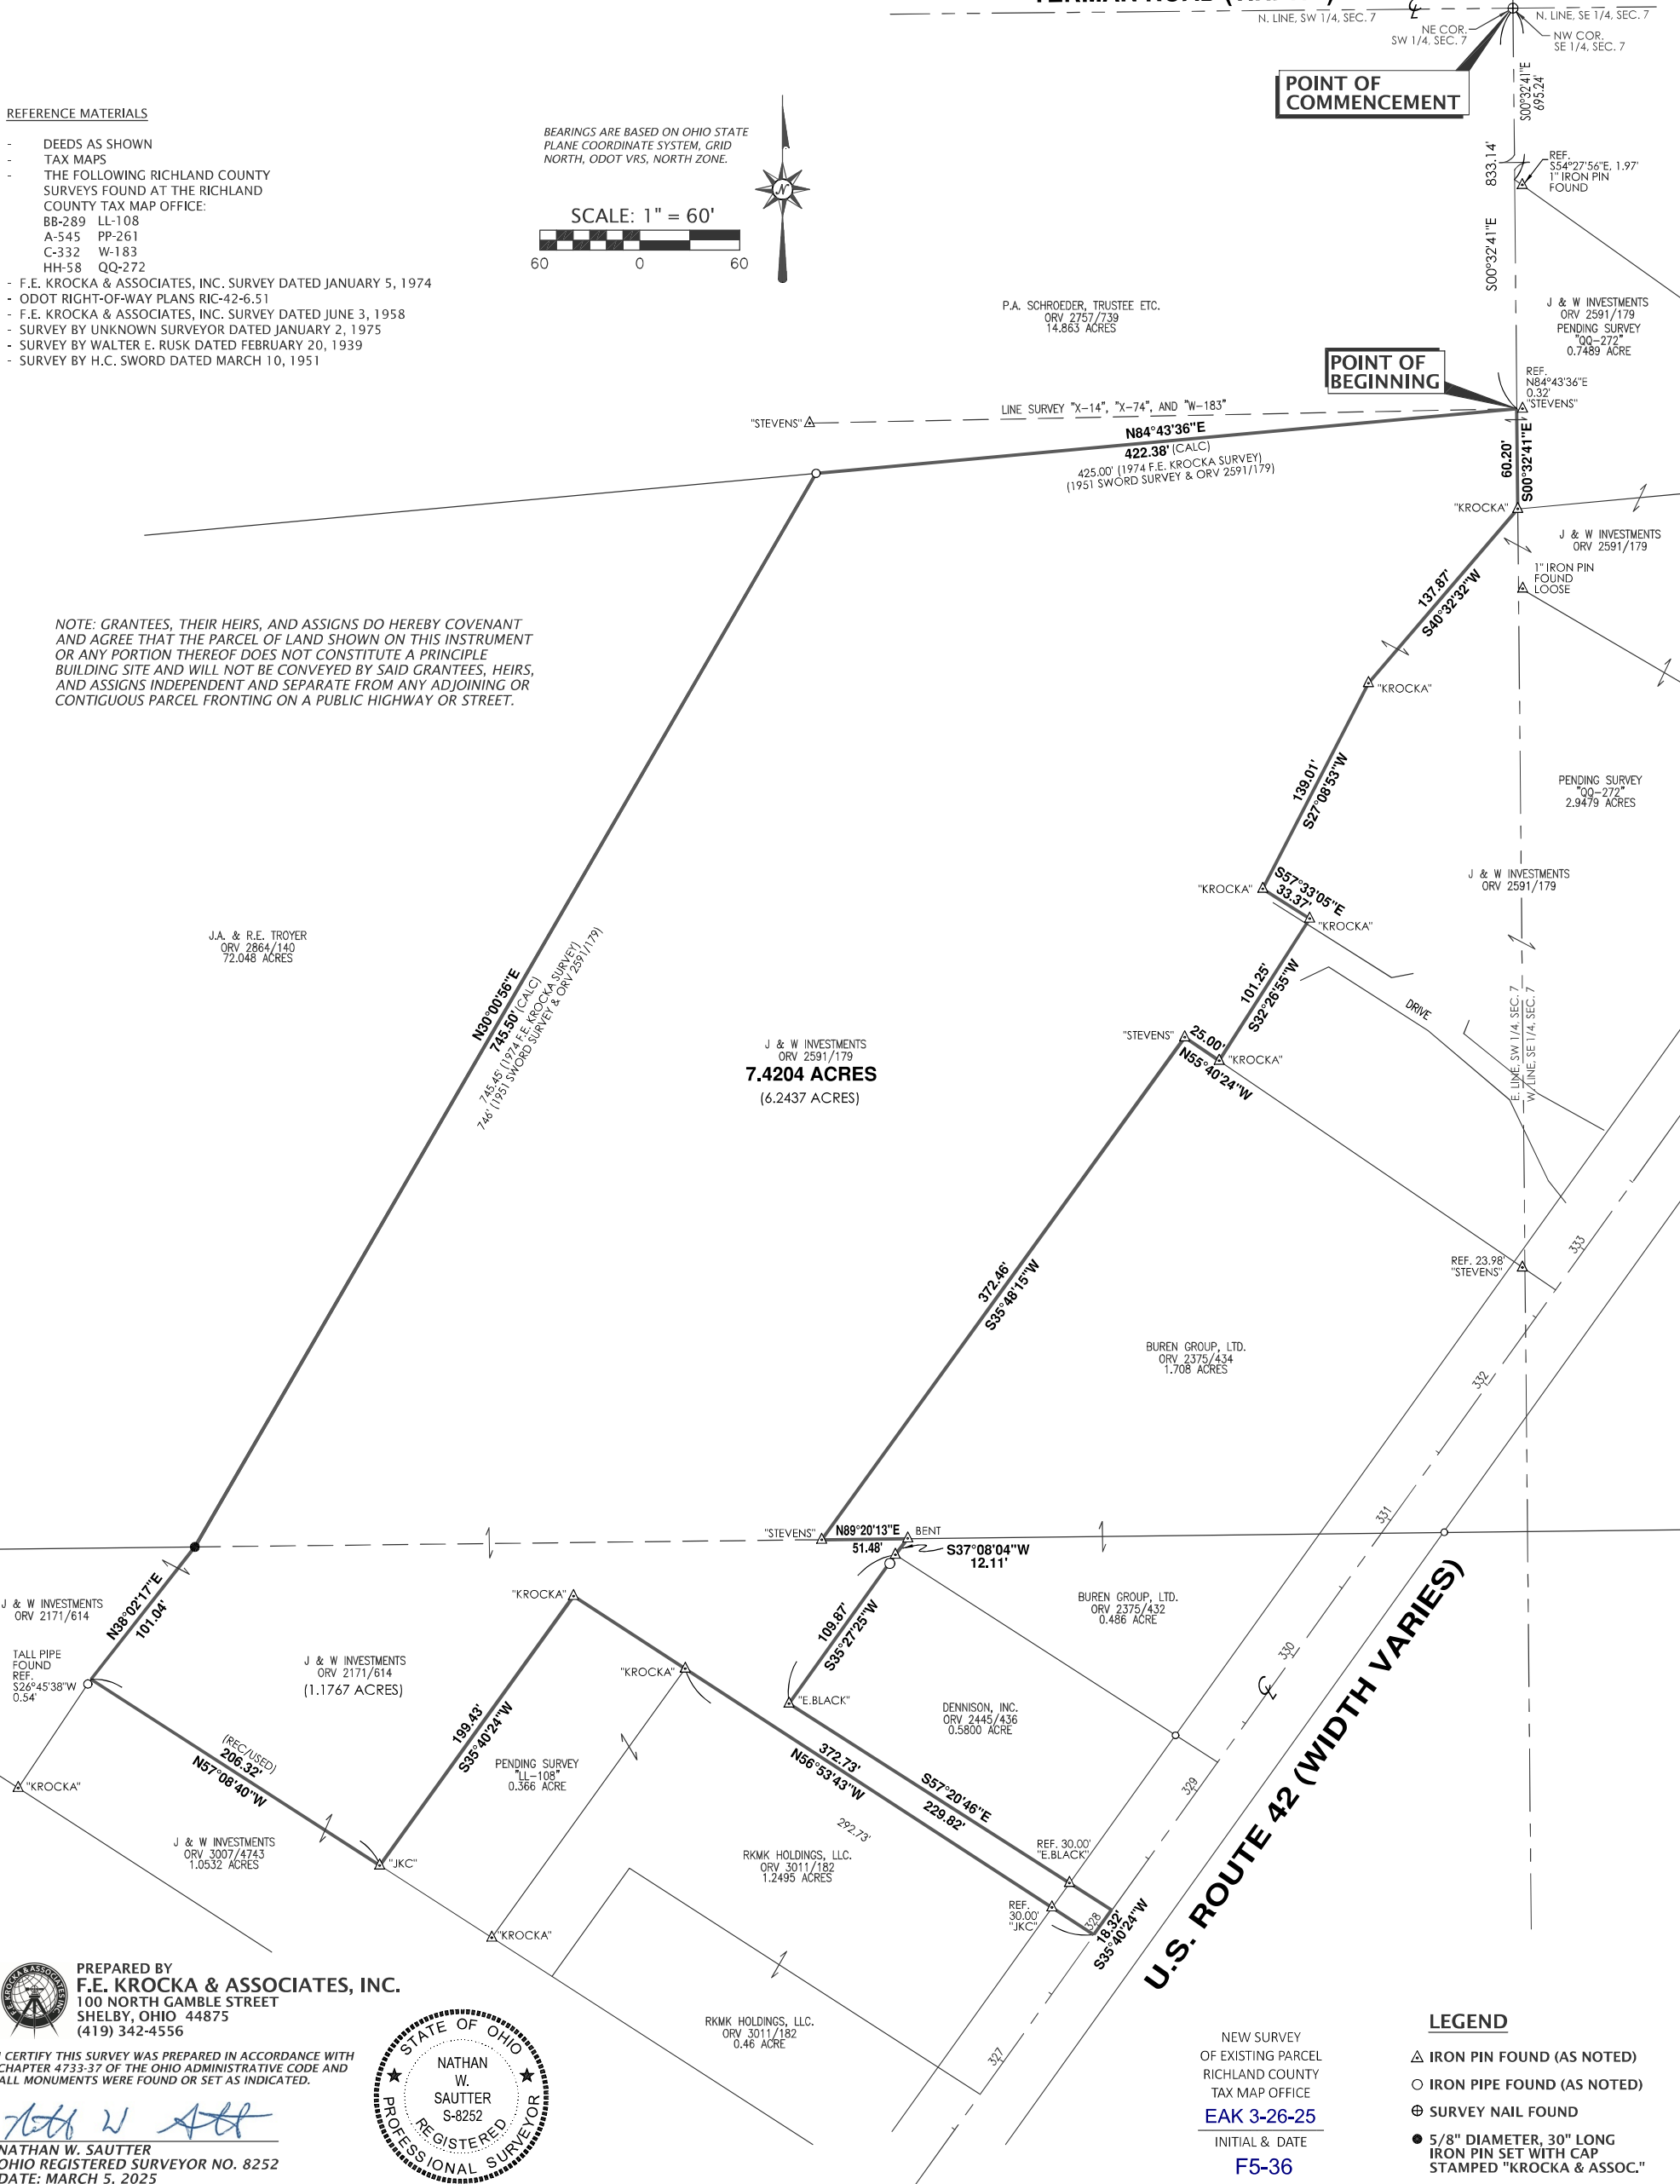 N. LINE, SW 1/4, SEC. 7
N. LINE, SE 1/4, SEC. 7
NE COR.
SW 1/4, SEC. 7
NW COR.
SE 1/4, SEC. 7
POINT OF
COMMENCEMENT
S00°32'41"E
695.24'
833.14'
S00°32'41"E
REF.
S54°27'56"E, 1.97'
1" IRON PIN
FOUND
REFERENCE MATERIALS
- DEEDS AS SHOWN
- TAX MAPS
- THE FOLLOWING RICHLAND COUNTY
SURVEYS FOUND AT THE RICHLAND
COUNTY TAX MAP OFFICE:
BB-289 LL-108
A-545 PP-261
C-332 W-183
HH-58 QQ-272
- F.E. KROCKA & ASSOCIATES, INC. SURVEY DATED JANUARY 5, 1974
- ODOT RIGHT-OF-WAY PLANS RIC-42-6.51
- F.E. KROCKA & ASSOCIATES, INC. SURVEY DATED JUNE 3, 1958
- SURVEY BY UNKNOWN SURVEYOR DATED JANUARY 2, 1975
- SURVEY BY WALTER E. RUSK DATED FEBRUARY 20, 1939
- SURVEY BY H.C. SWORD DATED MARCH 10, 1951
BEARINGS ARE BASED ON OHIO STATE
PLANE COORDINATE SYSTEM, GRID
NORTH, ODOT VRS, NORTH ZONE.
N
SCALE: 1" = 60'
60 0 60
P.A. SCHROEDER, TRUSTEE ETC.
ORV 2757/739
14.863 ACRES
J & W INVESTMENTS
ORV 2591/179
PENDING SURVEY
"QQ-272"
0.7489 ACRE
POINT OF
BEGINNING
REF.
N84°43'36"E
0.32'
"STEVENS"
"STEVENS"
LINE SURVEY "X-14", "X-74", AND "W-183"
N84°43'36"E
422.38' (CALC)
425.00' (1974 F.E. KROCKA SURVEY)
(1951 SWORD SURVEY & ORV 2591/179)
60.20'
S00°32'41"E
"KROCKA"
J & W INVESTMENTS
ORV 2591/179
1" IRON PIN
FOUND
LOOSE
137.87'
S40°32'32"W
"KROCKA"
NOTE: GRANTEES, THEIR HEIRS, AND ASSIGNS DO HEREBY COVENANT
AND AGREE THAT THE PARCEL OF LAND SHOWN ON THIS INSTRUMENT
OR ANY PORTION THEREOF DOES NOT CONSTITUTE A PRINCIPLE
BUILDING SITE AND WILL NOT BE CONVEYED BY SAID GRANTEES, HEIRS,
AND ASSIGNS INDEPENDENT AND SEPARATE FROM ANY ADJOINING OR
CONTIGUOUS PARCEL FRONTING ON A PUBLIC HIGHWAY OR STREET.
139.01'
S27°08'53"W
PENDING SURVEY
"QQ-272"
2.9479 ACRES
"KROCKA"
S57°33'05"E
33.37'
"KROCKA"
J & W INVESTMENTS
ORV 2591/179
J.A. & R.E. TROYER
ORV 2864/140
72.048 ACRES
N30°00'56"E
745.50' (CALC)
745.45' (1974 F.E. KROCKA SURVEY)
746' (1951 SWORD SURVEY & ORV 2591/179)
101.25'
S32°26'55"W
DRIVE
E. LINE, SW 1/4, SEC. 7
W. LINE, SE 1/4, SEC. 7
"STEVENS"
25.00'
N55°40'24"W
"KROCKA"
J & W INVESTMENTS
ORV 2591/179
7.4204 ACRES
(6.2437 ACRES)
372.46'
S35°48'15"W
REF. 23.98'
"STEVENS"
333
BUREN GROUP, LTD.
ORV 2375/434
1.708 ACRES
332
331
"STEVENS"
N89°20'13"E
51.48'
BENT
S37°08'04"W
12.11'
N38°02'17"E
101.04'
J & W INVESTMENTS
ORV 2171/614
TALL PIPE
FOUND
REF.
S26°45'38"W
0.54'
"KROCKA"
J & W INVESTMENTS
ORV 2171/614
(1.1767 ACRES)
"KROCKA"
"KROCKA"
109.87'
S35°27'25"W
"E.BLACK"
BUREN GROUP, LTD.
ORV 2375/432
0.486 ACRE
330
DENNISON, INC.
ORV 2445/436
0.5800 ACRE
(REC/USED)
206.32'
N57°08'40"W
199.43'
S35°40'24"W
PENDING SURVEY
"LL-108"
0.366 ACRE
372.73'
N56°53'43"W
S57°20'46"E
229.82'
292.73'
329
U.S. ROUTE 42 (WIDTH VARIES)
J & W INVESTMENTS
ORV 3007/4743
1.0532 ACRES
"JKC"
RKMK HOLDINGS, LLC.
ORV 3011/182
1.2495 ACRES
REF. 30.00'
"E.BLACK"
REF.
30.00'
"JKC"
328
18.32'
S35°40'24"W
"KROCKA"
F.E. KROCKA & ASSOCIATES INC.
PREPARED BY
F.E. KROCKA & ASSOCIATES, INC.
100 NORTH GAMBLE STREET
SHELBY, OHIO 44875
(419) 342-4556
CERTIFY THIS SURVEY WAS PREPARED IN ACCORDANCE WITH
CHAPTER 4733-37 OF THE OHIO ADMINISTRATIVE CODE AND
ALL MONUMENTS WERE FOUND OR SET AS INDICATED.
NATHAN W. SAUTTER
OHIO REGISTERED SURVEYOR NO. 8252
DATE: MARCH 5, 2025
STATE OF OHIO
NATHAN
W.
SAUTTER
S-8252
REGISTERED
PROFESSIONAL SURVEYOR
RKMK HOLDINGS, LLC.
ORV 3011/182
0.46 ACRE
327
NEW SURVEY
OF EXISTING PARCEL
RICHLAND COUNTY
TAX MAP OFFICE
EAK 3-26-25
INITIAL & DATE
F5-36
LEGEND
IRON PIN FOUND (AS NOTED)
IRON PIPE FOUND (AS NOTED)
SURVEY NAIL FOUND
5/8" DIAMETER, 30" LONG
IRON PIN SET WITH CAP
STAMPED "KROCKA & ASSOC."